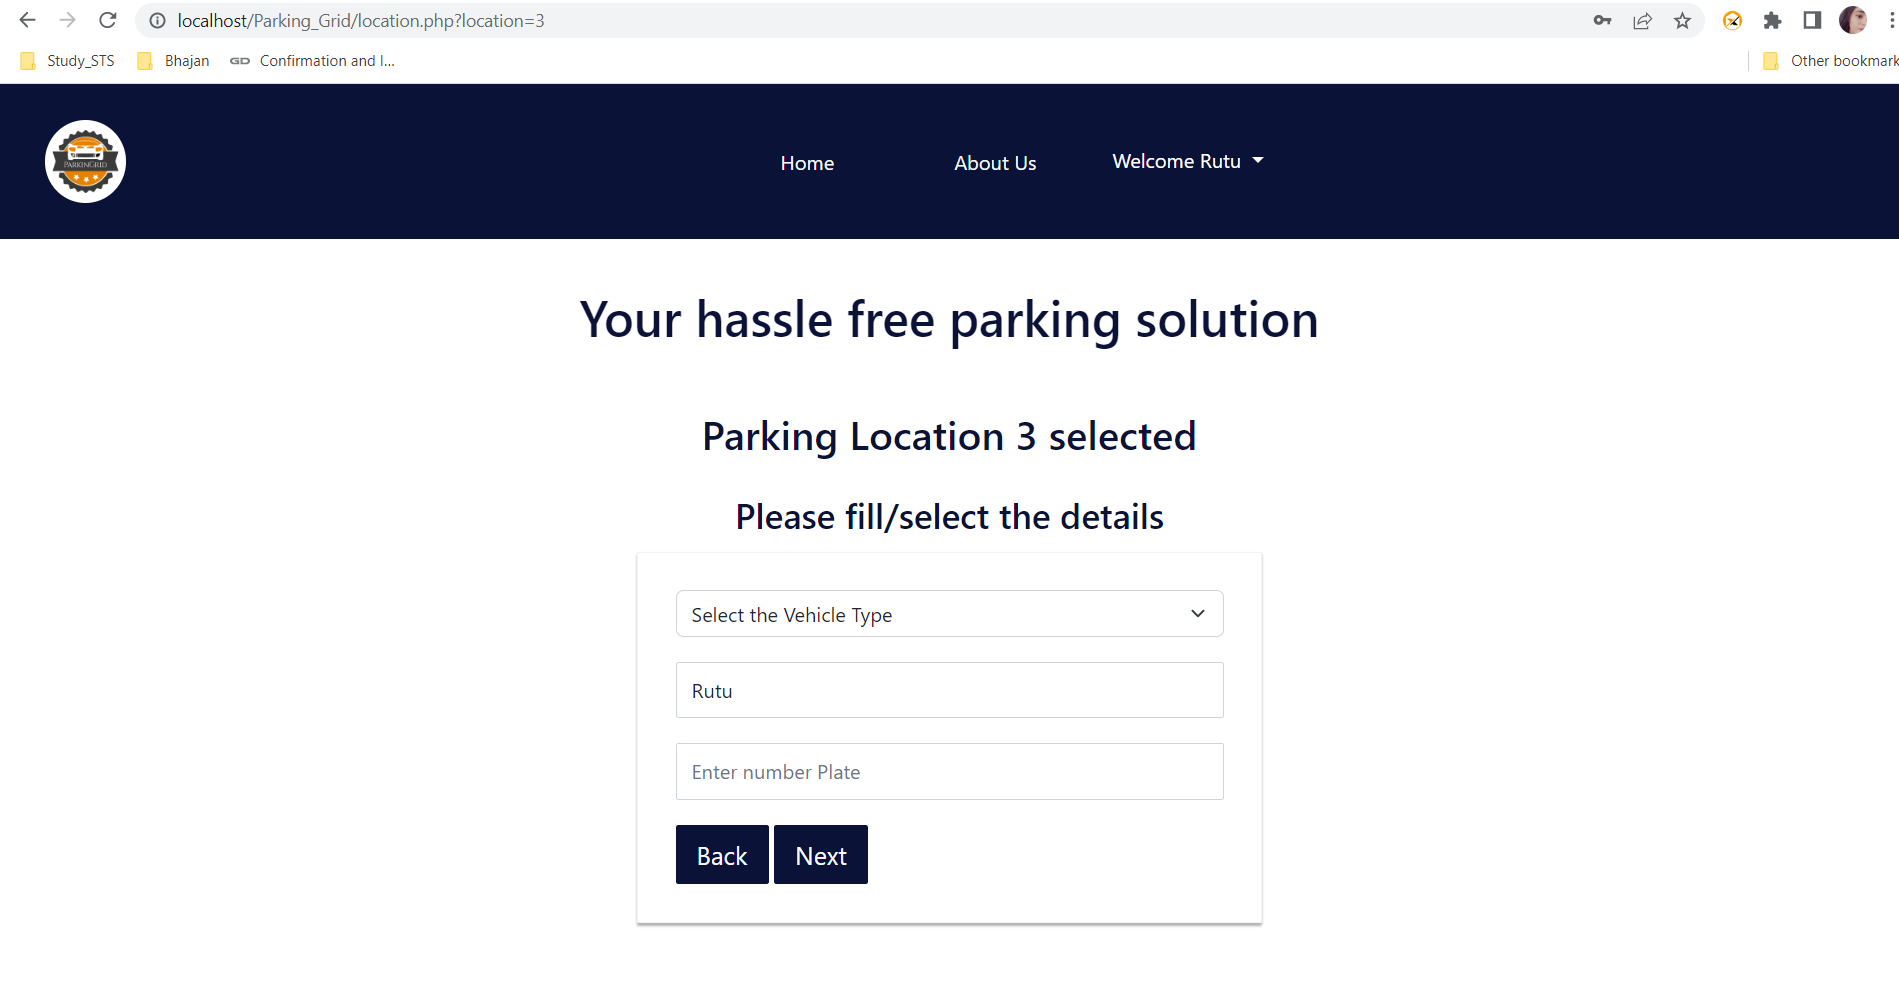 localhost/Parking_Grid/location.php?location=3
Study_STS Bhajan GD Confirmation and I... Other bookmark
PARKINGRID
Home About Us Welcome Rutu
Your hassle free parking solution
Parking Location 3 selected
Please fill/select the details
Select the Vehicle Type
Rutu
Enter number Plate
Back Next